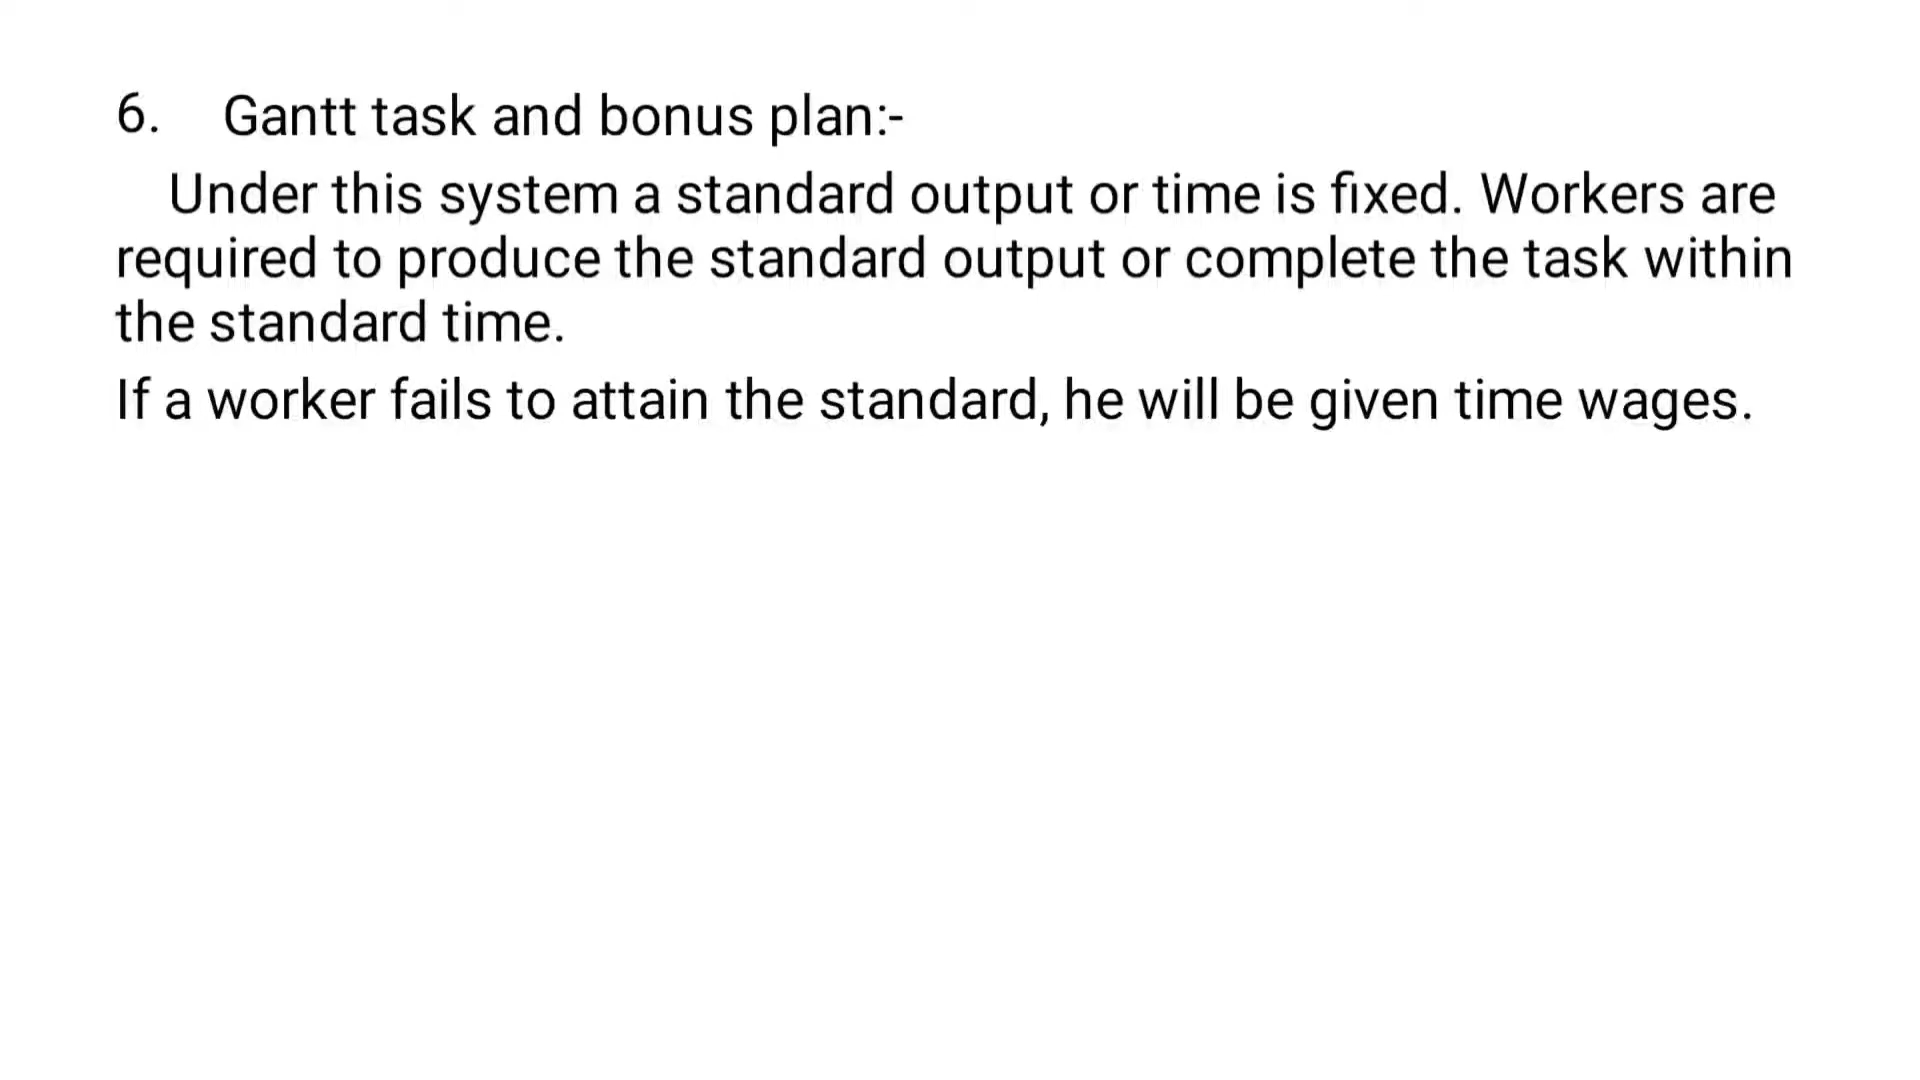 6. Gantt task and bonus plan:-
Under this system a standard output or time is fixed. Workers are
required to produce the standard output or complete the task within
the standard time.
If a worker fails to attain the standard, he will be given time wages.